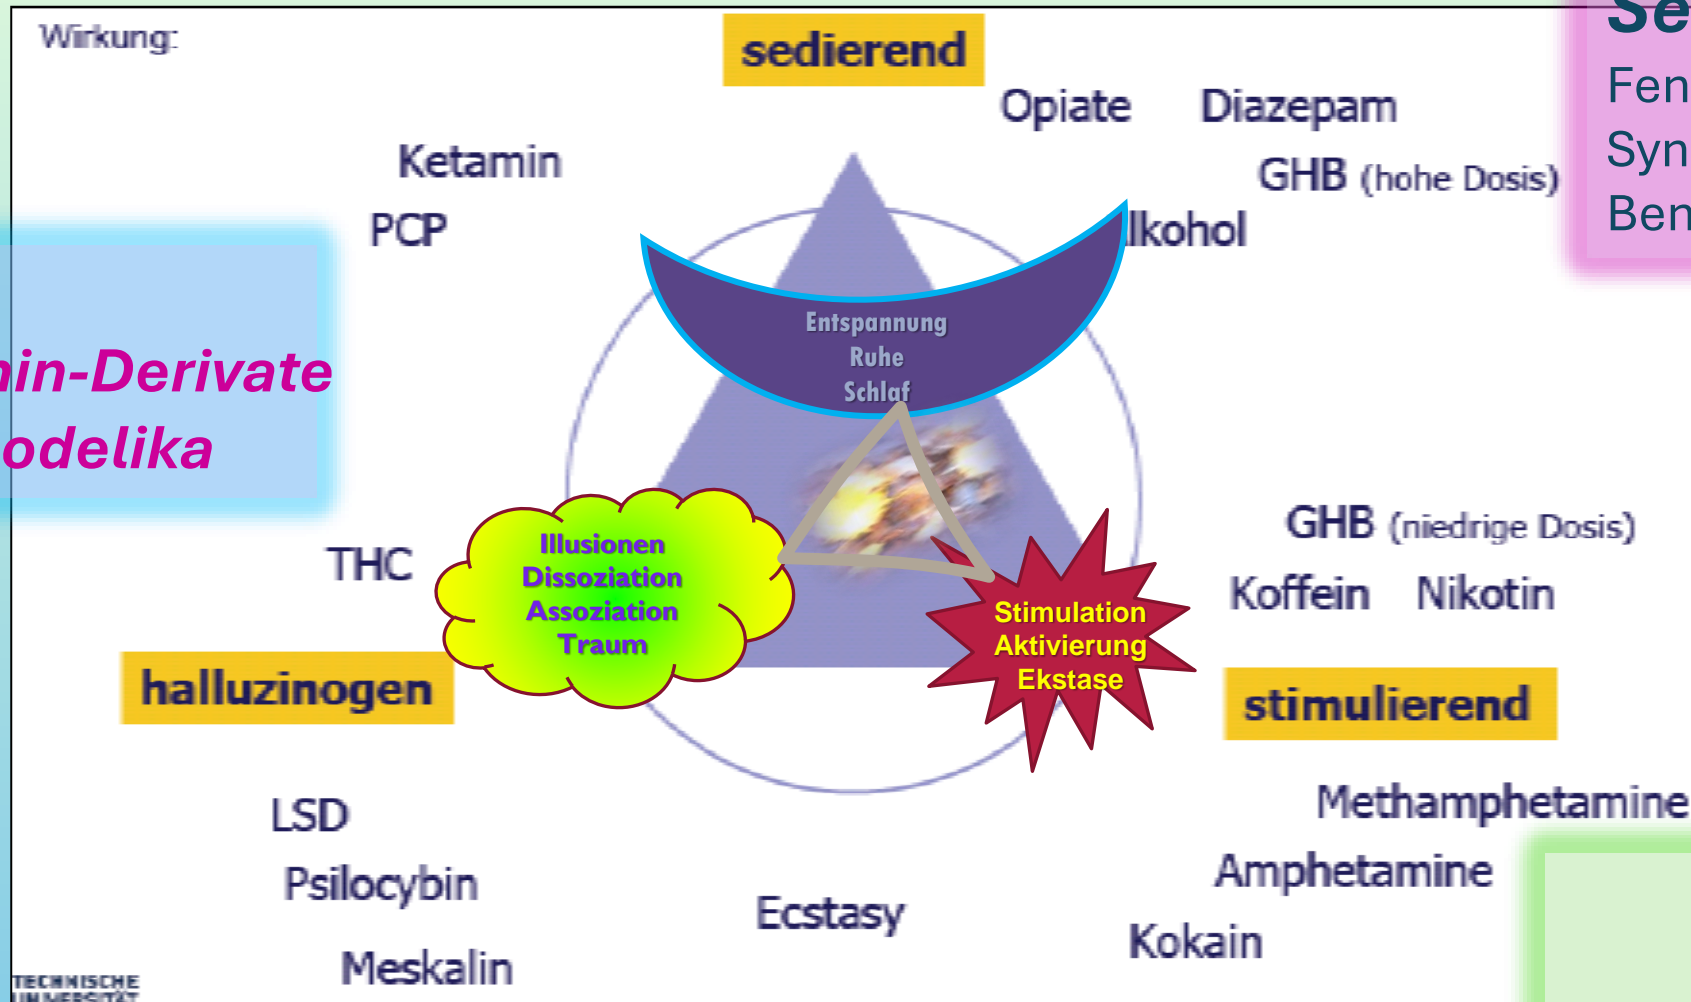 Wirkung:
sedierend
Se
Opiate Diazepam
Fen
Ketamin
Syn
GHB (hohe Dosis)
PCP
lkohol
Ben
Entspannung
Ruhe
Schlaf
in-Derivate
odelika
THC
Illusionen
Dissoziation
Assoziation
Traum
GHB (niedrige Dosis)
Koffein Nikotin
Stimulation
Aktivierung
Ekstase
halluzinogen
stimulierend
LSD
Methamphetamine
Psilocybin
Amphetamine
Ecstasy
Kokain
Meskalin
TECHNISCHE
UNIVERSITÄT